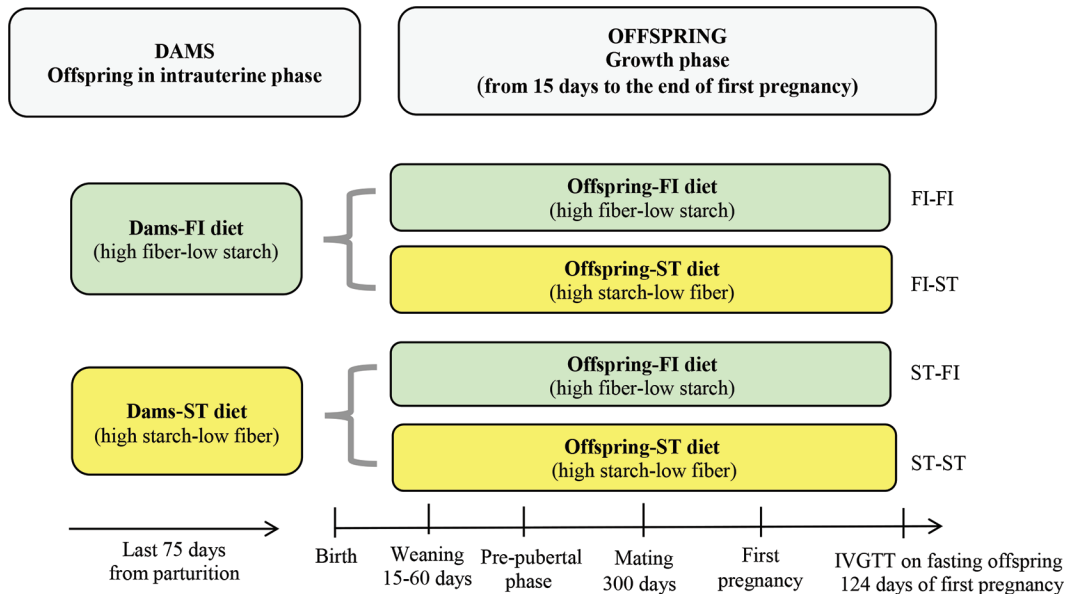 DAMS
Offspring in intrauterine phase
OFFSPRING
Growth phase
(from 15 days to the end of first pregnancy)
Dams-FI diet
(high fiber-low starch)
Offspring-FI diet
(high fiber-low starch)
FI-FI
Offspring-ST diet
(high starch-low fiber)
FI-ST
Dams-ST diet
(high starch-low fiber)
Offspring-FI diet
(high fiber-low starch)
ST-FI
Offspring-ST diet
(high starch-low fiber)
ST-ST
Last 75 days
from parturition
Birth
Weaning
15-60 days
Pre-pubertal
phase
Mating
300 days
First
pregnancy
IVGTT on fasting offspring
124 days of first pregnancy